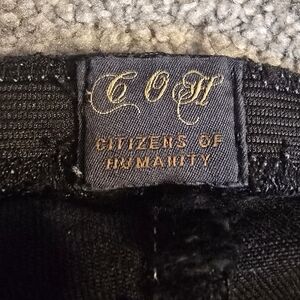 COH
CITIZENS OF
HUMANITY